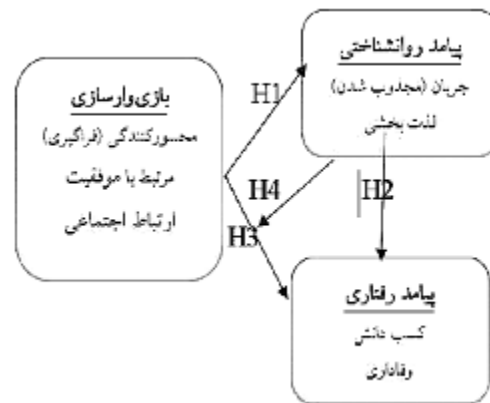 پیامد روانشناختی
جریان (مجذوب شدن)
لذت بخشی
بازی‌وارسازی
محسورکنندگی (فراگیری)
مرتبط با موفقیت
ارتباط اجتماعی
H1
H4
H2
H3
پیامد رفتاری
کسب دانش
وفاداری